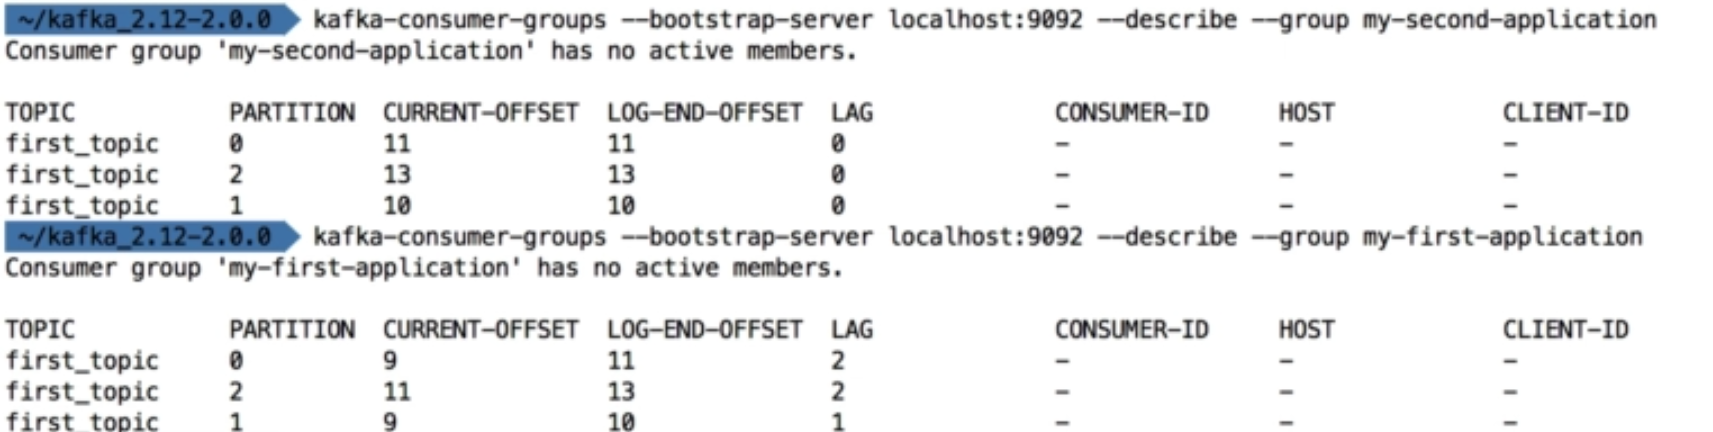 ~/kafka_2.12-2.0.0 kafka-consumer-groups --bootstrap-server localhost:9092 --describe --group my-second-application
Consumer group 'my-second-application' has no active members.
TOPIC PARTITION CURRENT-OFFSET LOG-END-OFFSET LAG CONSUMER-ID HOST CLIENT-ID
first_topic 0 11 11 0 - - -
first_topic 2 13 13 0 - - -
first_topic 1 10 10 0 - - -
~/kafka_2.12-2.0.0 kafka-consumer-groups --bootstrap-server localhost:9092 --describe --group my-first-application
Consumer group 'my-first-application' has no active members.
TOPIC PARTITION CURRENT-OFFSET LOG-END-OFFSET LAG CONSUMER-ID HOST CLIENT-ID
first_topic 0 9 11 2 - - -
first_topic 2 11 13 2 - - -
first_topic 1 9 10 1 - - -